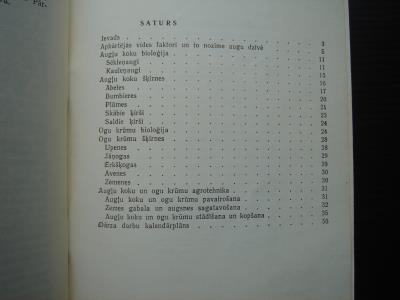 Pār-
SATURS
Ievads
Apkārtējās vides faktori un to nozīme augu dzīvē . . . 3
Augļu koku bioloģija . . . 5
Sēkleņaugi . . . 11
Kauleņaugi . . . 11
Augļu koku šķirnes . . . 15
Ābeles . . . 16
Bumbieres . . . 17
Plūmes . . . 20
Skābie ķirši . . . 21
Saldie ķirši . . . 23
Ogu krūmu bioloģija . . . 24
Ogu krūmu šķirnes . . . 26
Upenes . . . 28
Jāņogas . . . 28
Ērkšķogas . . . 29
Avenes . . . 30
Zemenes . . . 30
Augļu koku un ogu krūmu agrotehnika . . . 31
Augļu koku un ogu krūmu pavairošana . . . 31
Zemes gabala un augsnes sagatavošana . . . 32
Augļu koku un ogu krūmu stādīšana un kopšana . . . 35
Dārza darbu kalendārplāns . . . 50